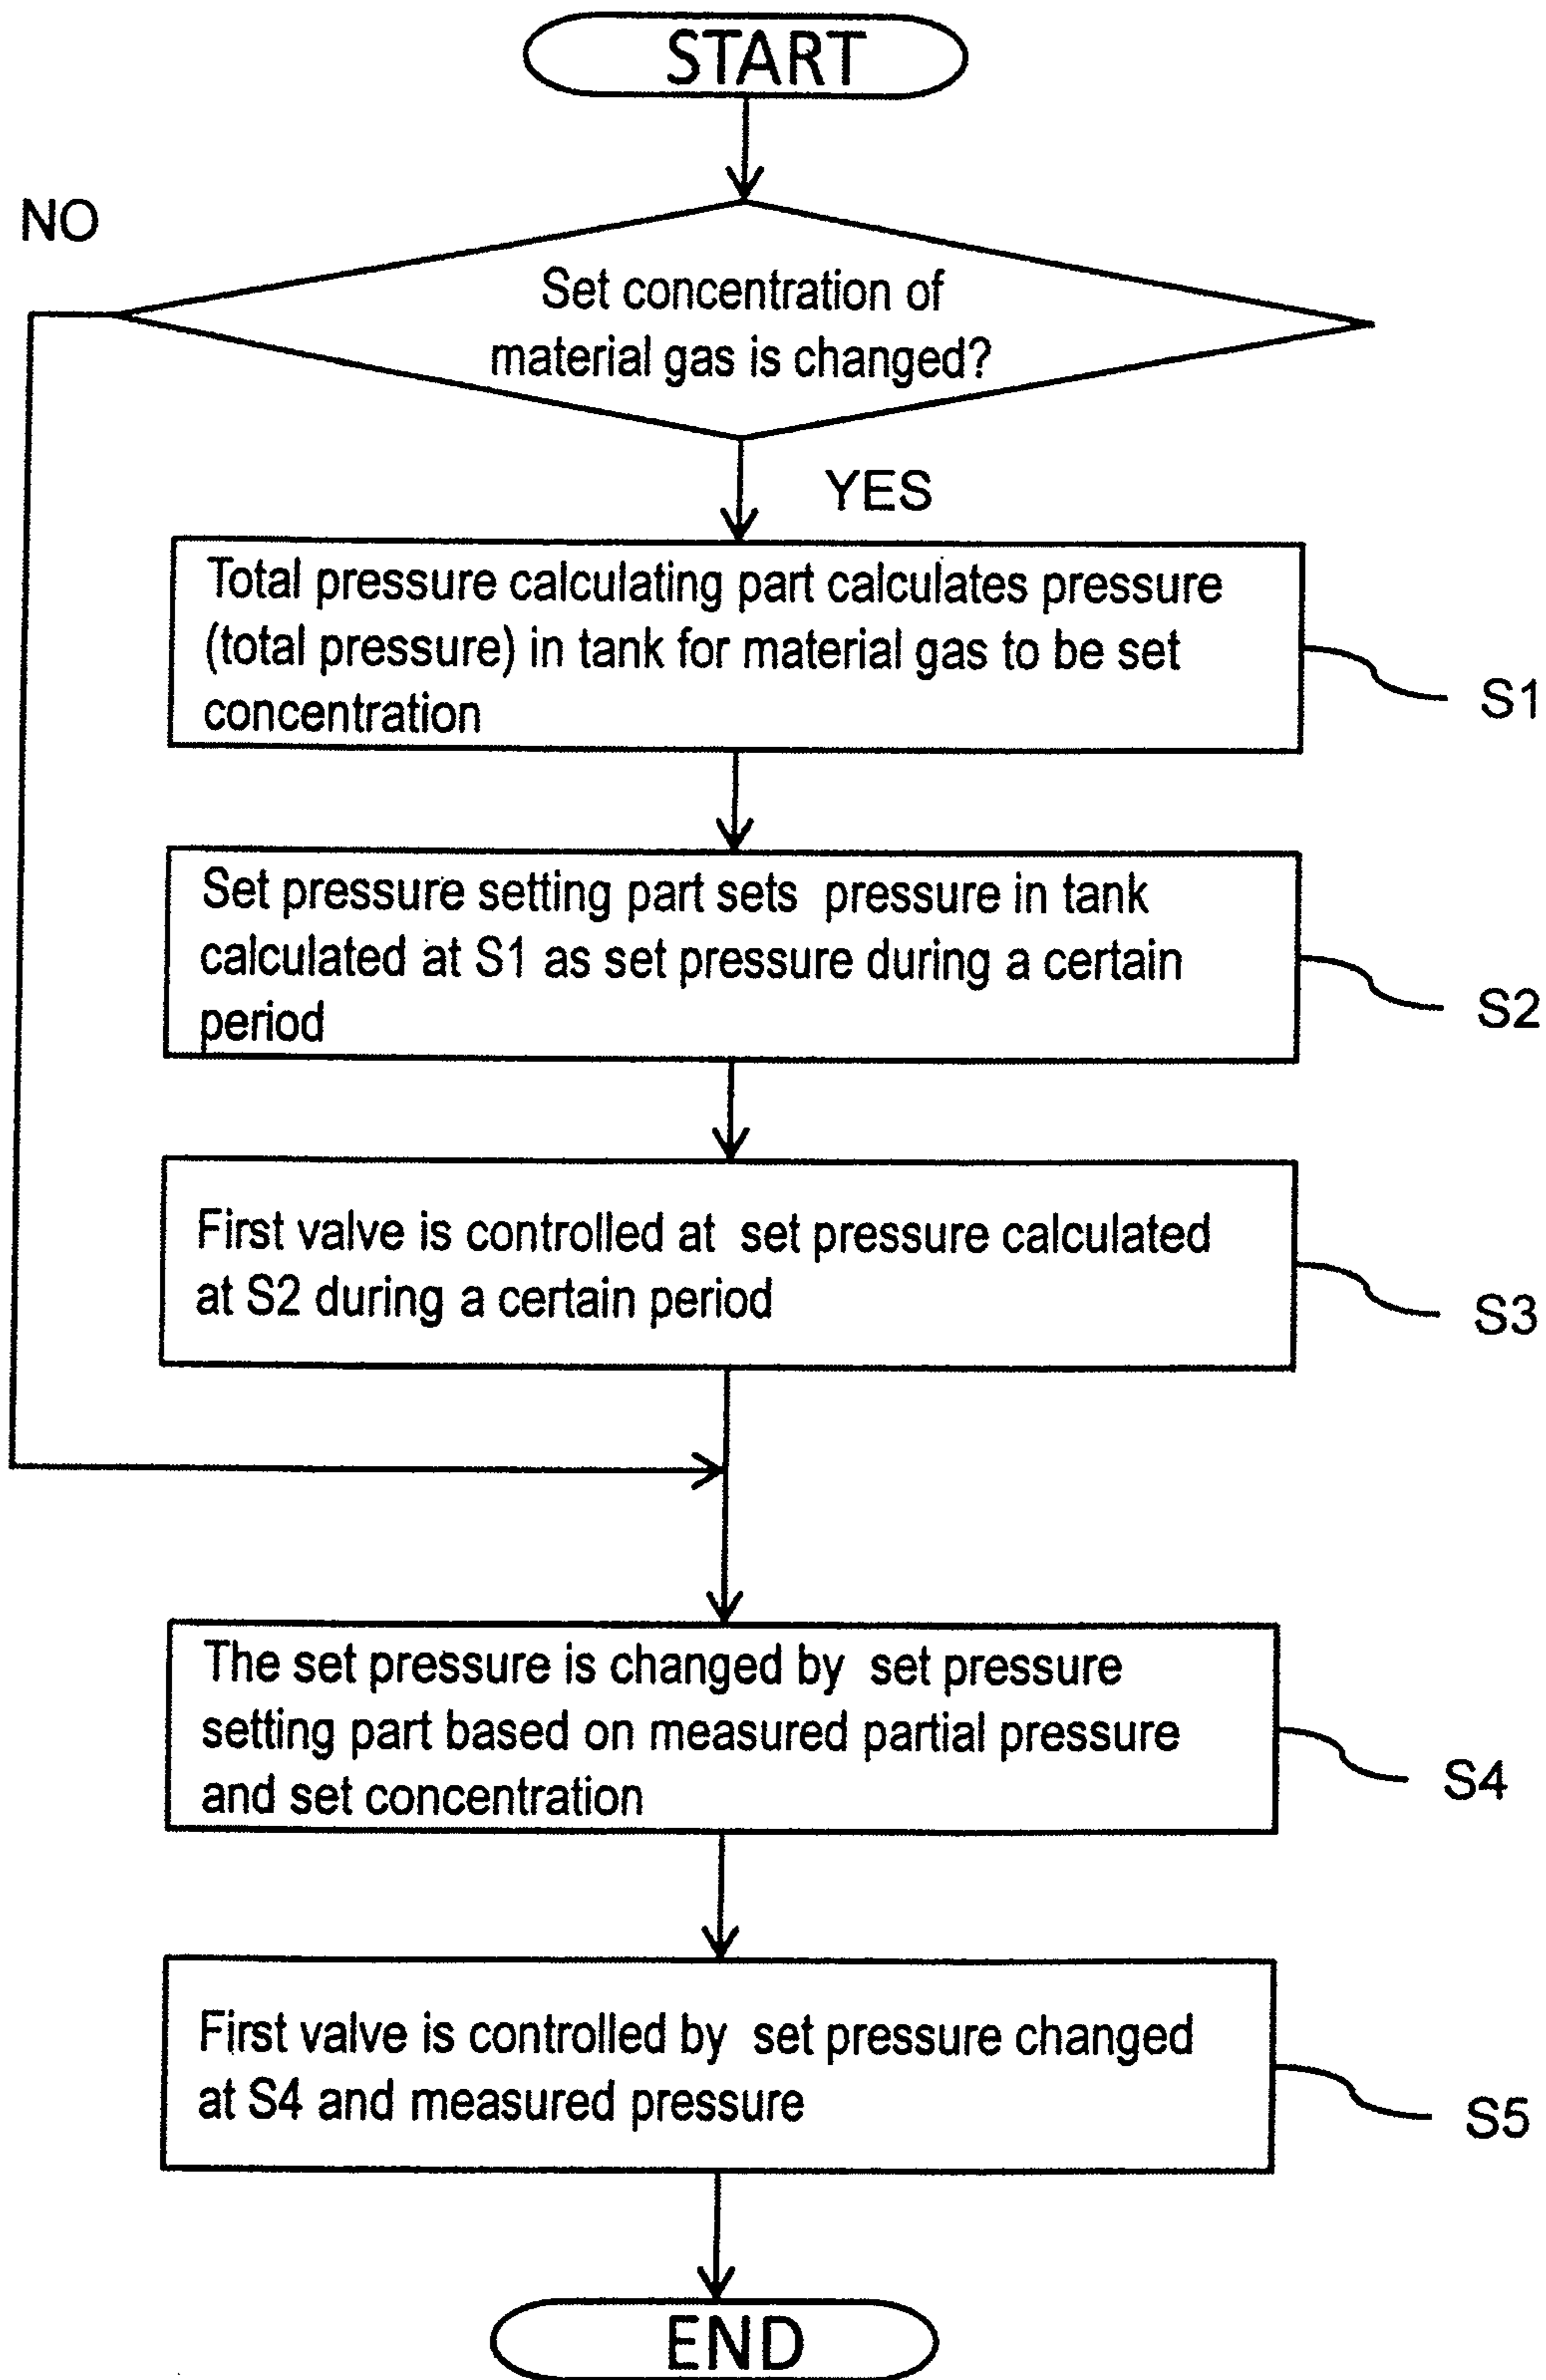 START
NO
Set concentration of
material gas is changed?
YES
Total pressure calculating part calculates pressure
(total pressure) in tank for material gas to be set
concentration
S1
Set pressure setting part sets pressure in tank
calculated at S1 as set pressure during a certain
period
S2
First valve is controlled at set pressure calculated
at S2 during a certain period
S3
The set pressure is changed by set pressure
setting part based on measured partial pressure
and set concentration
S4
First valve is controlled by set pressure changed
at S4 and measured pressure
S5
END